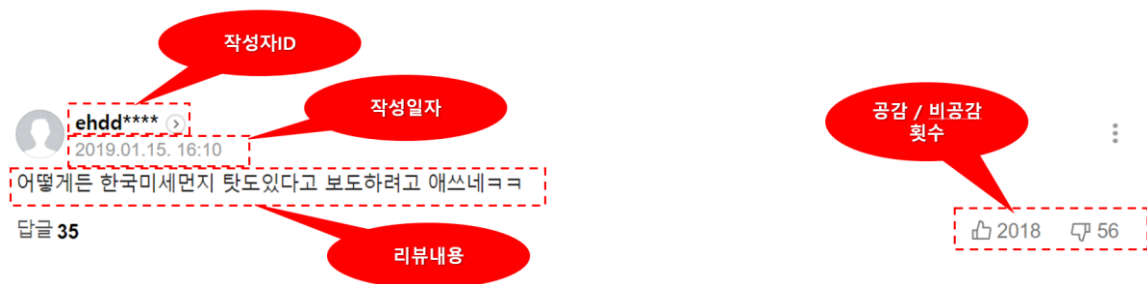 작성자ID
ehdd****
작성일자
2019.01.15. 16:10
공감 / 비공감
횟수
어떻게든 한국미세먼지 탓도있다고 보도하려고 애쓰네ㅋㅋ
답글 35
2018 56
리뷰내용